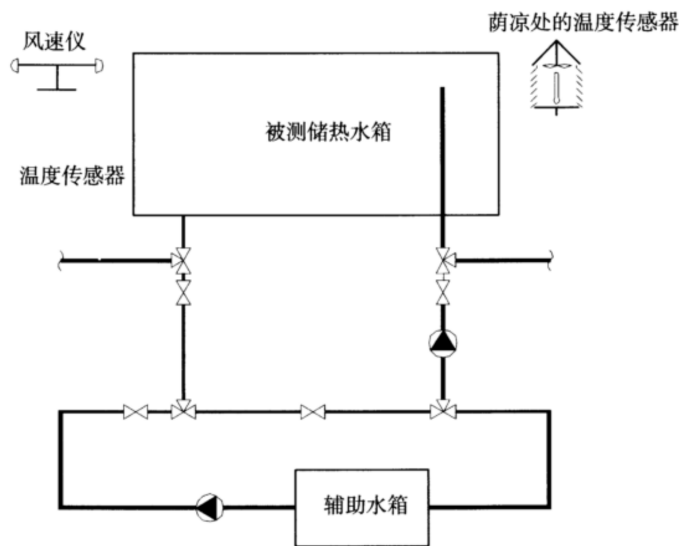 荫凉处的温度传感器
风速仪
被测储热水箱
温度传感器
辅助水箱